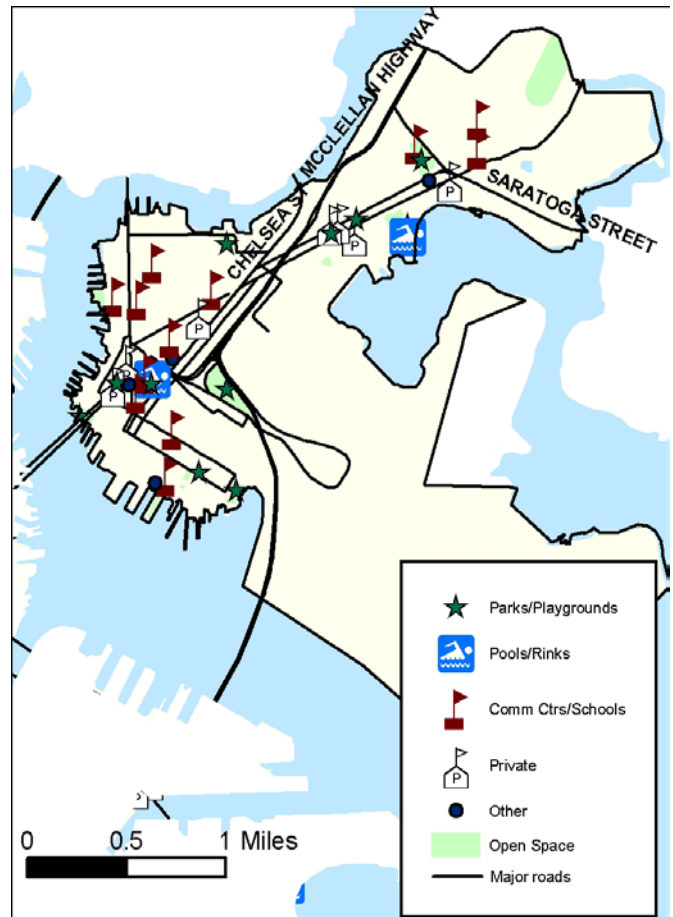 CHELSEA ST/ MCCLELLAN HIGHWAY
SARATOGA STREET
P
P
P
P
P
P
Parks/Playgrounds
Pools/Rinks
Comm Ctrs/Schools
P
Private
Other
Open Space
Major roads
0 0.5 1 Miles